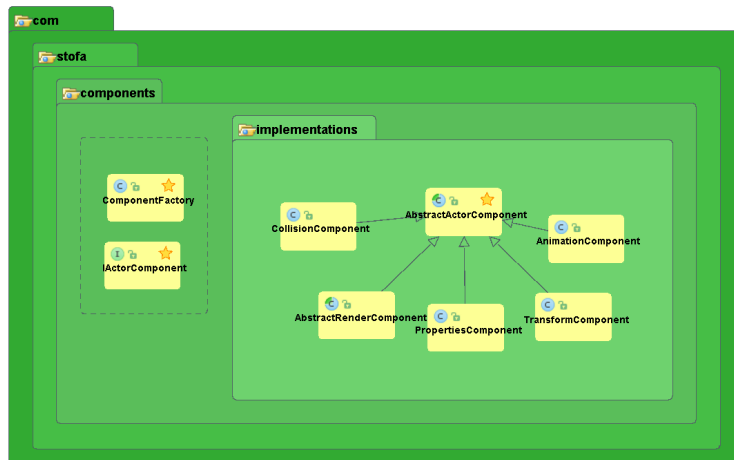 com
stofa
components
implementations
ComponentFactory
IActorComponent
AbstractActorComponent
CollisionComponent
AnimationComponent
AbstractRenderComponent
PropertiesComponent
TransformComponent